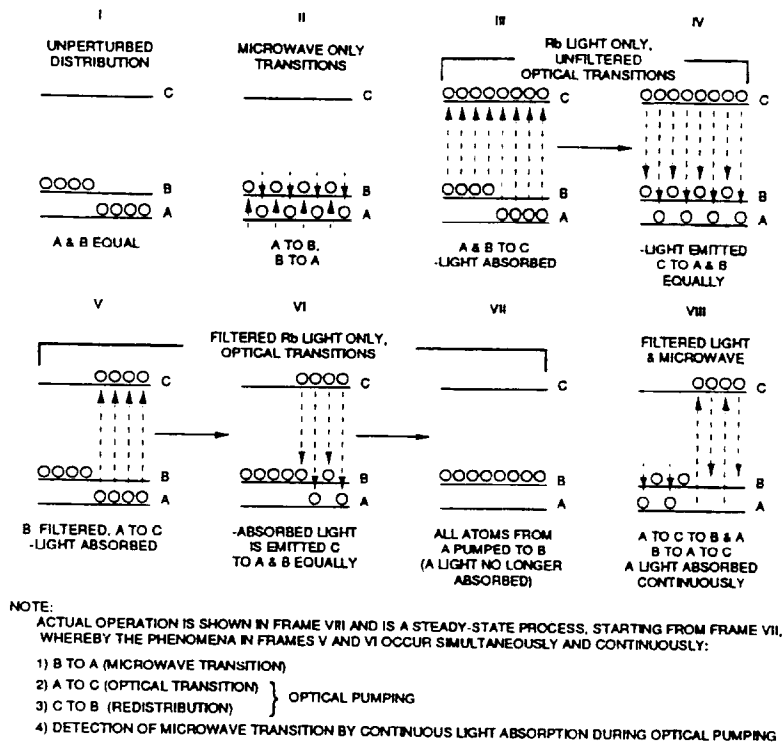 I
UNPERTURBED
DISTRIBUTION
C
B
A
A & B EQUAL
II
MICROWAVE ONLY
TRANSITIONS
C
B
A
A TO B,
B TO A
III
IV
Rb LIGHT ONLY,
UNFILTERED
OPTICAL TRANSITIONS
C
B
A
A & B TO C
-LIGHT ABSORBED
C
B
A
-LIGHT EMITTED
C TO A & B
EQUALLY
V
VI
VII
FILTERED Rb LIGHT ONLY,
OPTICAL TRANSITIONS
C
B
A
B FILTERED, A TO C
-LIGHT ABSORBED
C
B
A
-ABSORBED LIGHT
IS EMITTED C
TO A & B EQUALLY
C
B
A
ALL ATOMS FROM
A PUMPED TO B
(A LIGHT NO LONGER
ABSORBED)
VIII
FILTERED LIGHT
& MICROWAVE
C
B
A
A TO C TO B & A
B TO A TO C
A LIGHT ABSORBED
CONTINUOUSLY
NOTE:
ACTUAL OPERATION IS SHOWN IN FRAME VIII AND IS A STEADY-STATE PROCESS, STARTING FROM FRAME VII,
WHEREBY THE PHENOMENA IN FRAMES V AND VI OCCUR SIMULTANEOUSLY AND CONTINUOUSLY:
1) B TO A (MICROWAVE TRANSITION)
2) A TO C (OPTICAL TRANSITION)
3) C TO B (REDISTRIBUTION)
OPTICAL PUMPING
4) DETECTION OF MICROWAVE TRANSITION BY CONTINUOUS LIGHT ABSORPTION DURING OPTICAL PUMPING